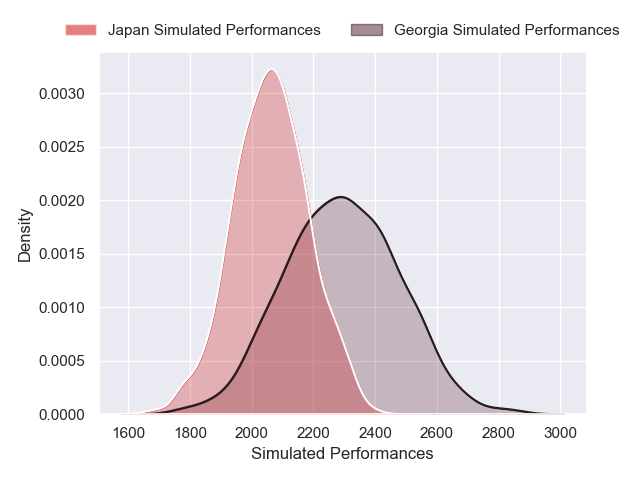 Japan Simulated Performances Georgia Simulated Performances
0.0030
0.0025
0.0020
0.0015
0.0010
0.0005
0.0000
Density
1600 1800 2000 2200 2400 2600 2800 3000
Simulated Performances